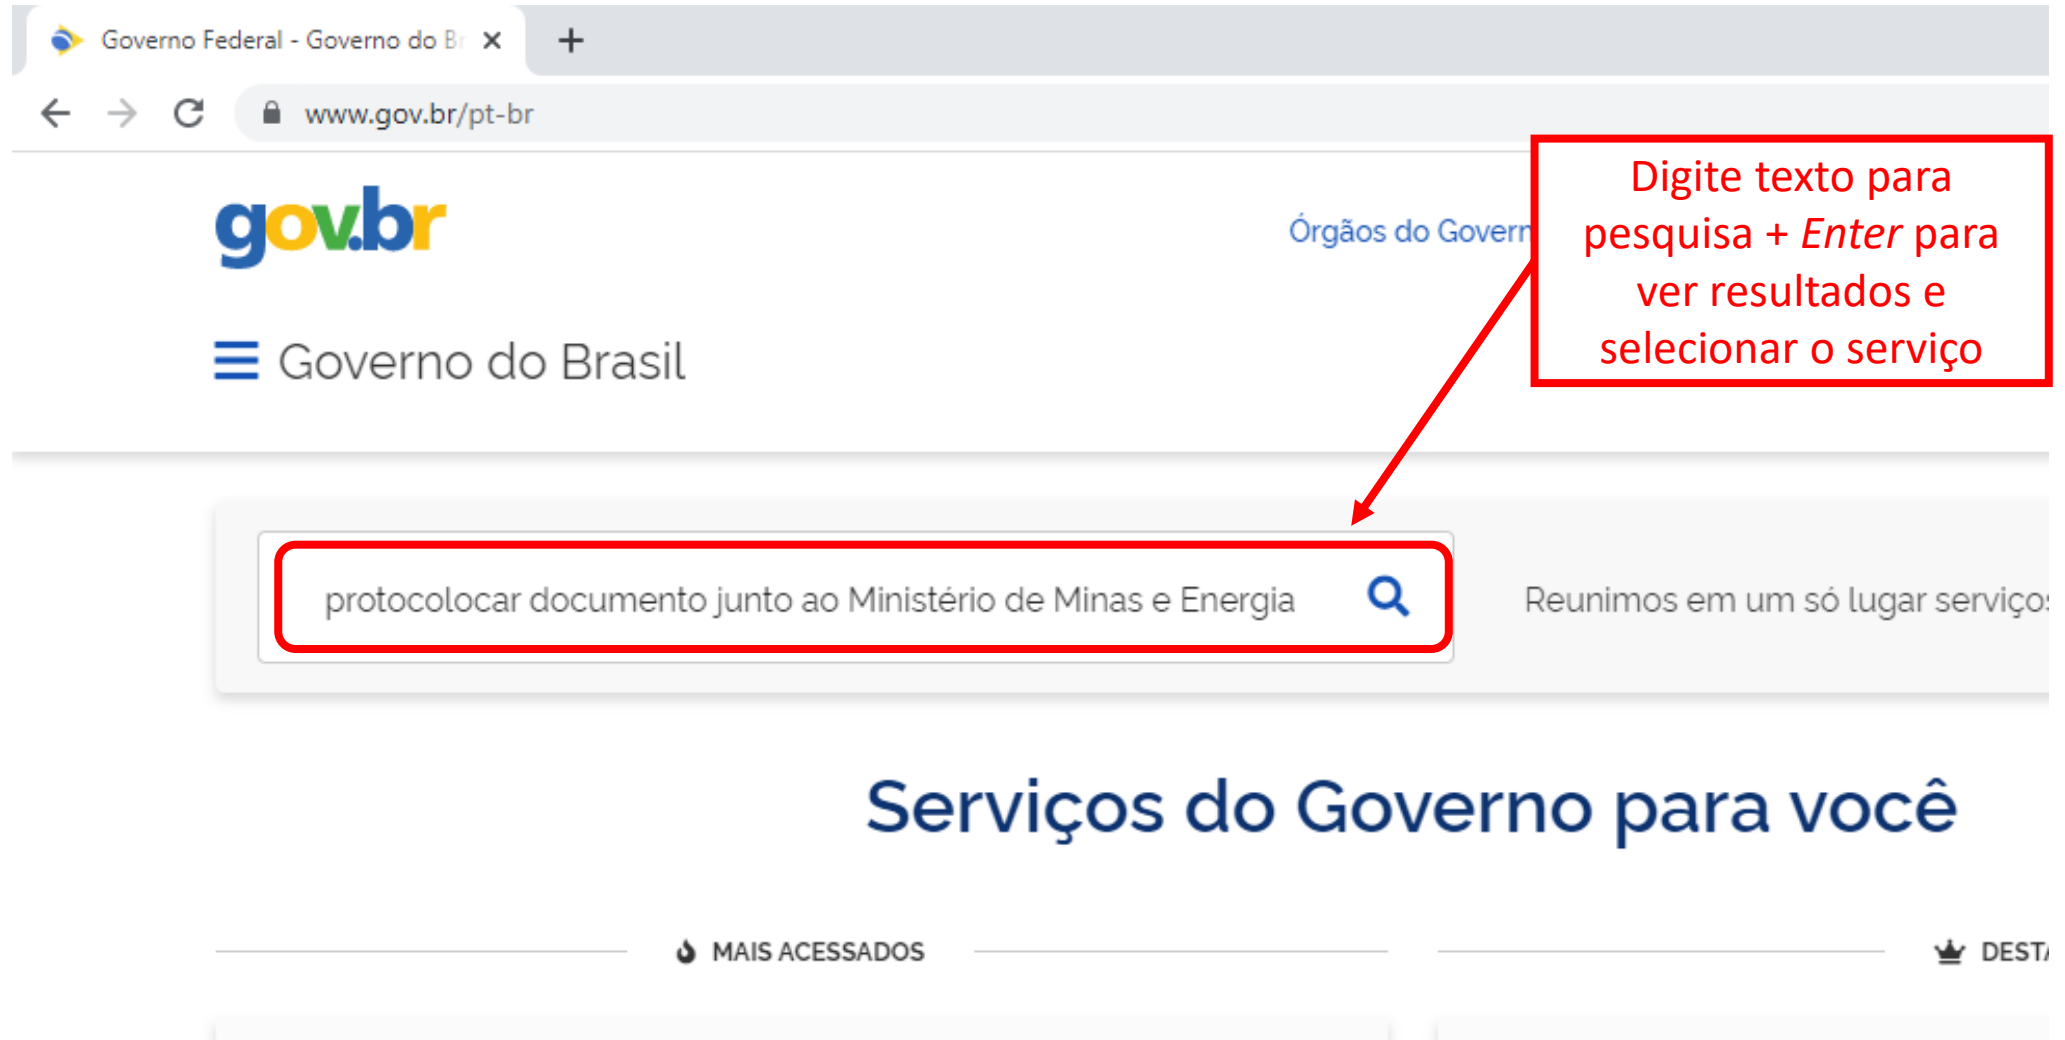 Governo Federal - Governo do Br
www.gov.br/pt-br
gov.br
Órgãos do Govern
Digite texto para
pesquisa + Enter para
ver resultados e
selecionar o serviço
Governo do Brasil
protocolocar documento junto ao Ministério de Minas e Energia
Reunimos em um só lugar serviços
Serviços do Governo para você
MAIS ACESSADOS
DESTA